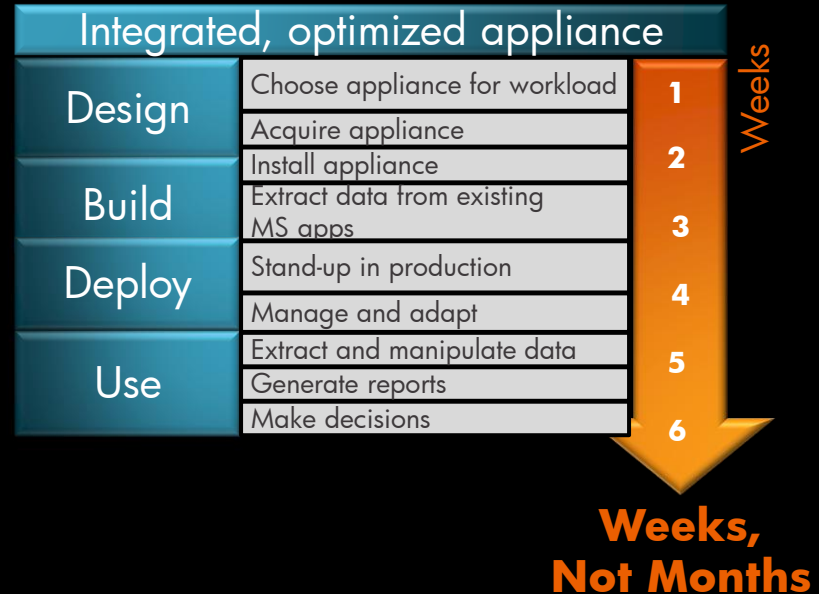 Integrated, optimized appliance
Weeks
Design
Choose appliance for workload
1
Acquire appliance
2
Install appliance
Build
Extract data from existing
MS apps
3
Deploy
Stand-up in production
4
Manage and adapt
Use
Extract and manipulate data
5
Generate reports
Make decisions
6
Weeks,
Not Months